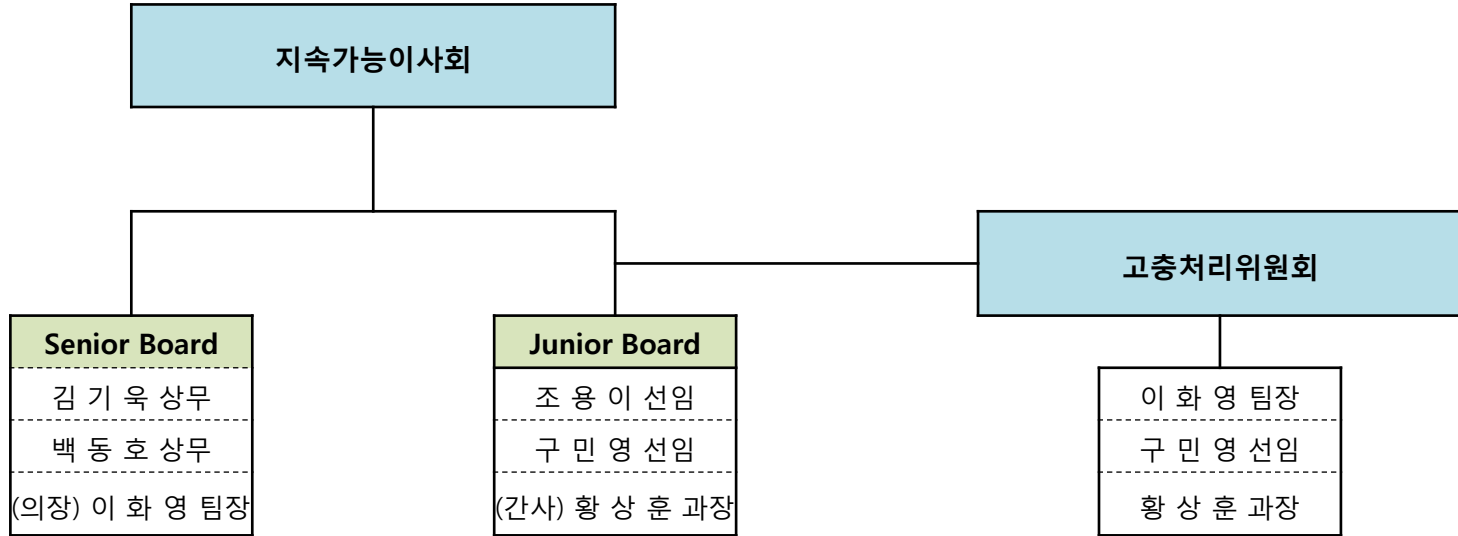 지속가능이사회
고충처리위원회
Senior Board
김 기 욱 상무
백 동 호 상무
(의장) 이 화 영 팀장
Junior Board
조 용 이 선임
구 민 영 선임
(간사) 황 상 훈 과장
이 화 영 팀장
구 민 영 선임
황 상 훈 과장